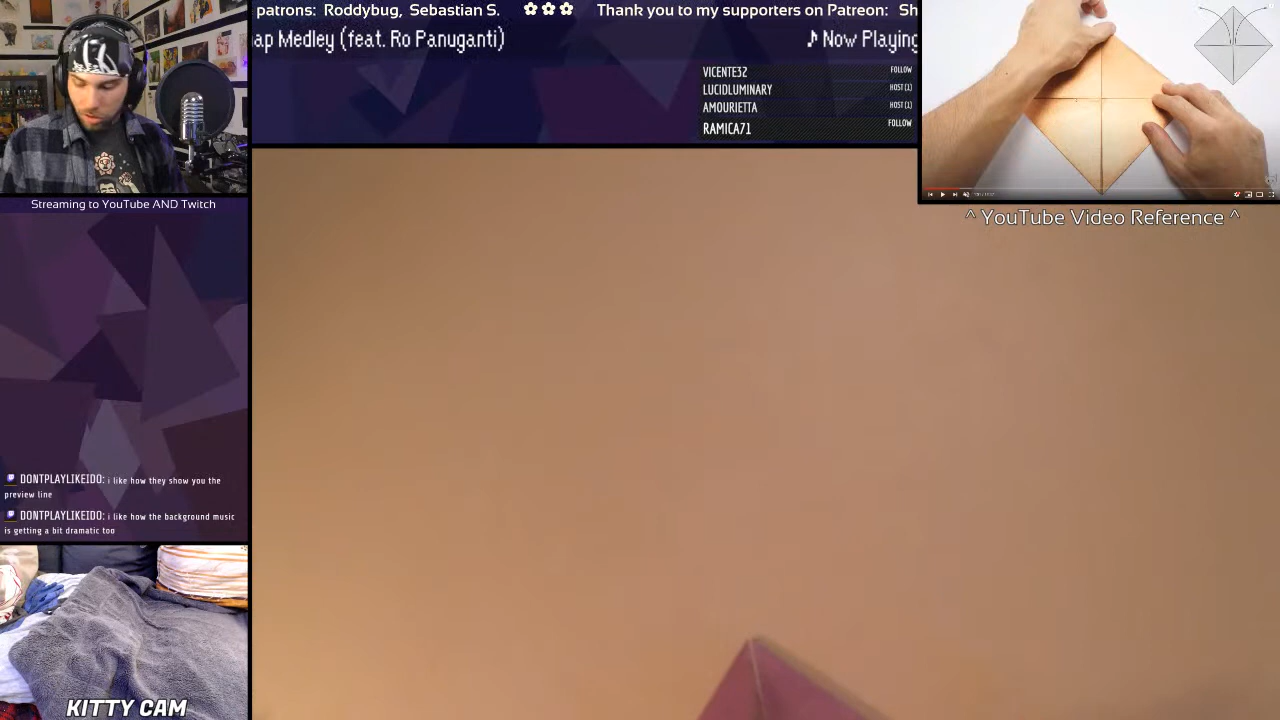 patrons: Roddybug, Sebastian S. ✿ ✿ ✿ Thank you to my supporters on Patreon: Sh
ap Medley (feat. Ro Panuganti) ♪ Now Playing
VICENTE32 FOLLOW
LUCIDLUMINARY HOST (1)
AMOURIETTA HOST (1)
RAMICA71 FOLLOW
Streaming to YouTube AND Twitch
^ YouTube Video Reference ^
DONTPLAYLIKEIDO: i like how they show you the
preview line
DONTPLAYLIKEIDO: i like how the background music
is getting a bit dramatic too
KITTY CAM